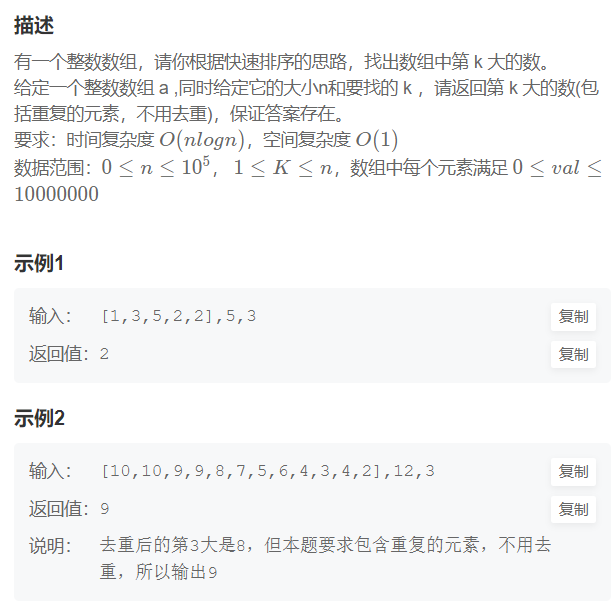 描述
有一个整数数组，请你根据快速排序的思路，找出数组中第 k 大的数。
给定一个整数数组 a ,同时给定它的大小n和要找的 k ，请返回第 k 大的数(包
括重复的元素，不用去重)，保证答案存在。
要求：时间复杂度 O(nlogn)，空间复杂度 O(1)
数据范围：0 ≤ n ≤ 10⁵， 1 ≤ K ≤ n，数组中每个元素满足 0 ≤ val ≤
10000000
示例1
输入： [1,3,5,2,2],5,3 复制
返回值：2 复制
示例2
输入： [10,10,9,9,8,7,5,6,4,3,4,2],12,3 复制
返回值：9 复制
说明： 去重后的第3大是8，但本题要求包含重复的元素，不用去
重，所以输出9